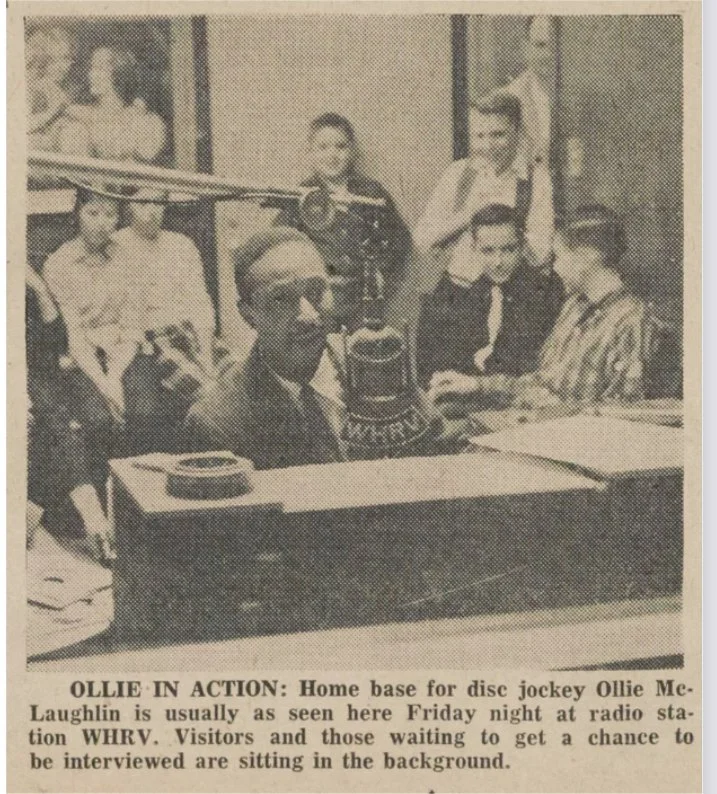 WHRV
OLLIE IN ACTION: Home base for disc jockey Ollie Mc-
Laughlin is usually as seen here Friday night at radio sta-
tion WHRV. Visitors and those waiting to get a chance to
be interviewed are sitting in the background.